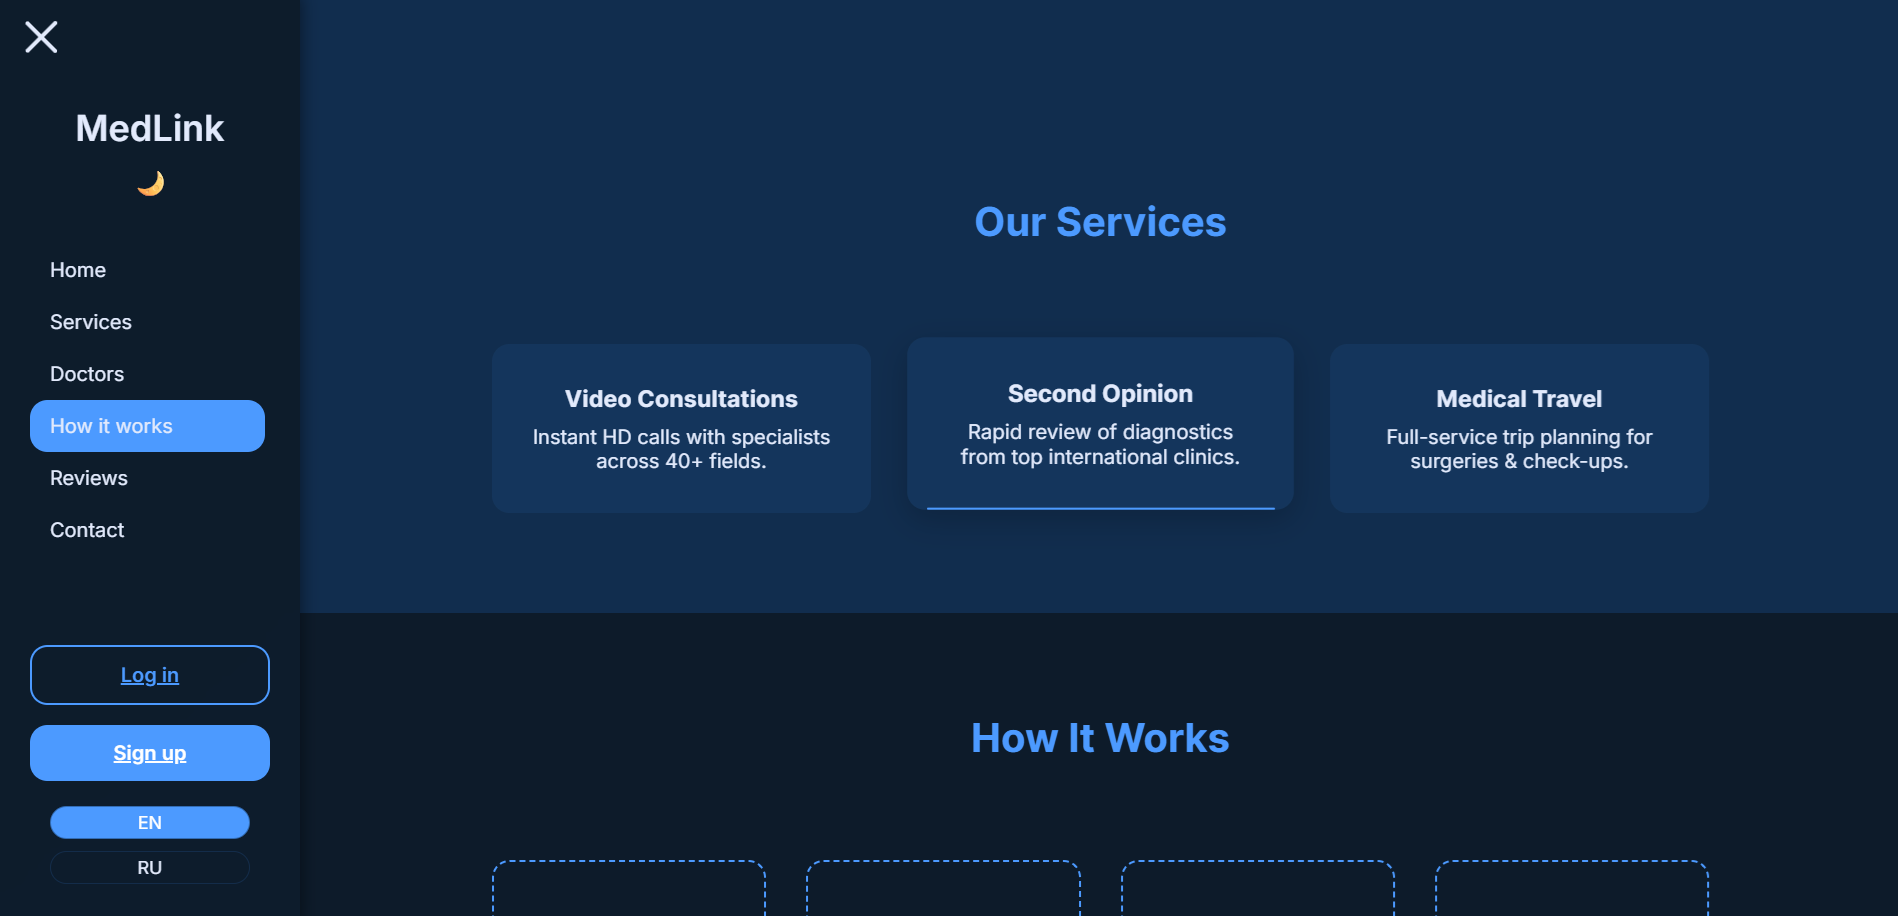 MedLink
Home
Services
Doctors
How it works
Reviews
Contact
Log in
Sign up
EN
RU
Our Services
Video Consultations
Instant HD calls with specialists
across 40+ fields.
Second Opinion
Rapid review of diagnostics
from top international clinics.
Medical Travel
Full-service trip planning for
surgeries & check-ups.
How It Works